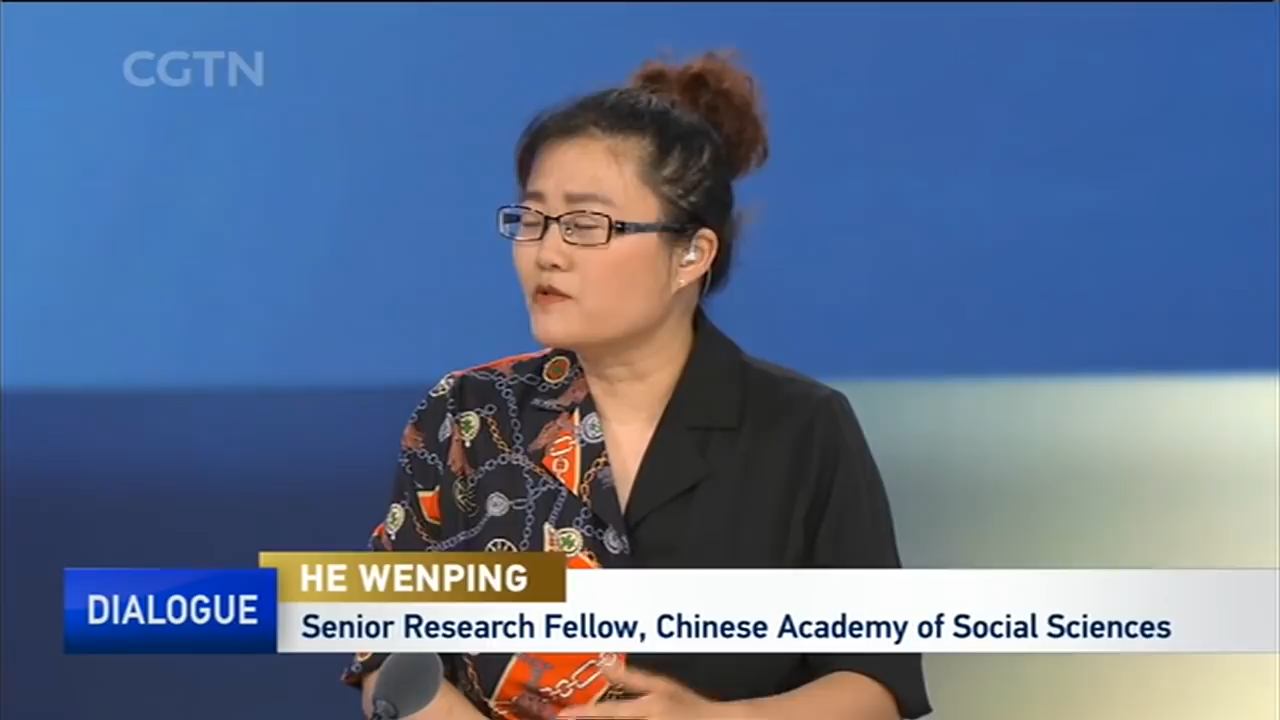 CGTN
HE WENPING
DIALOGUE
Senior Research Fellow, Chinese Academy of Social Sciences